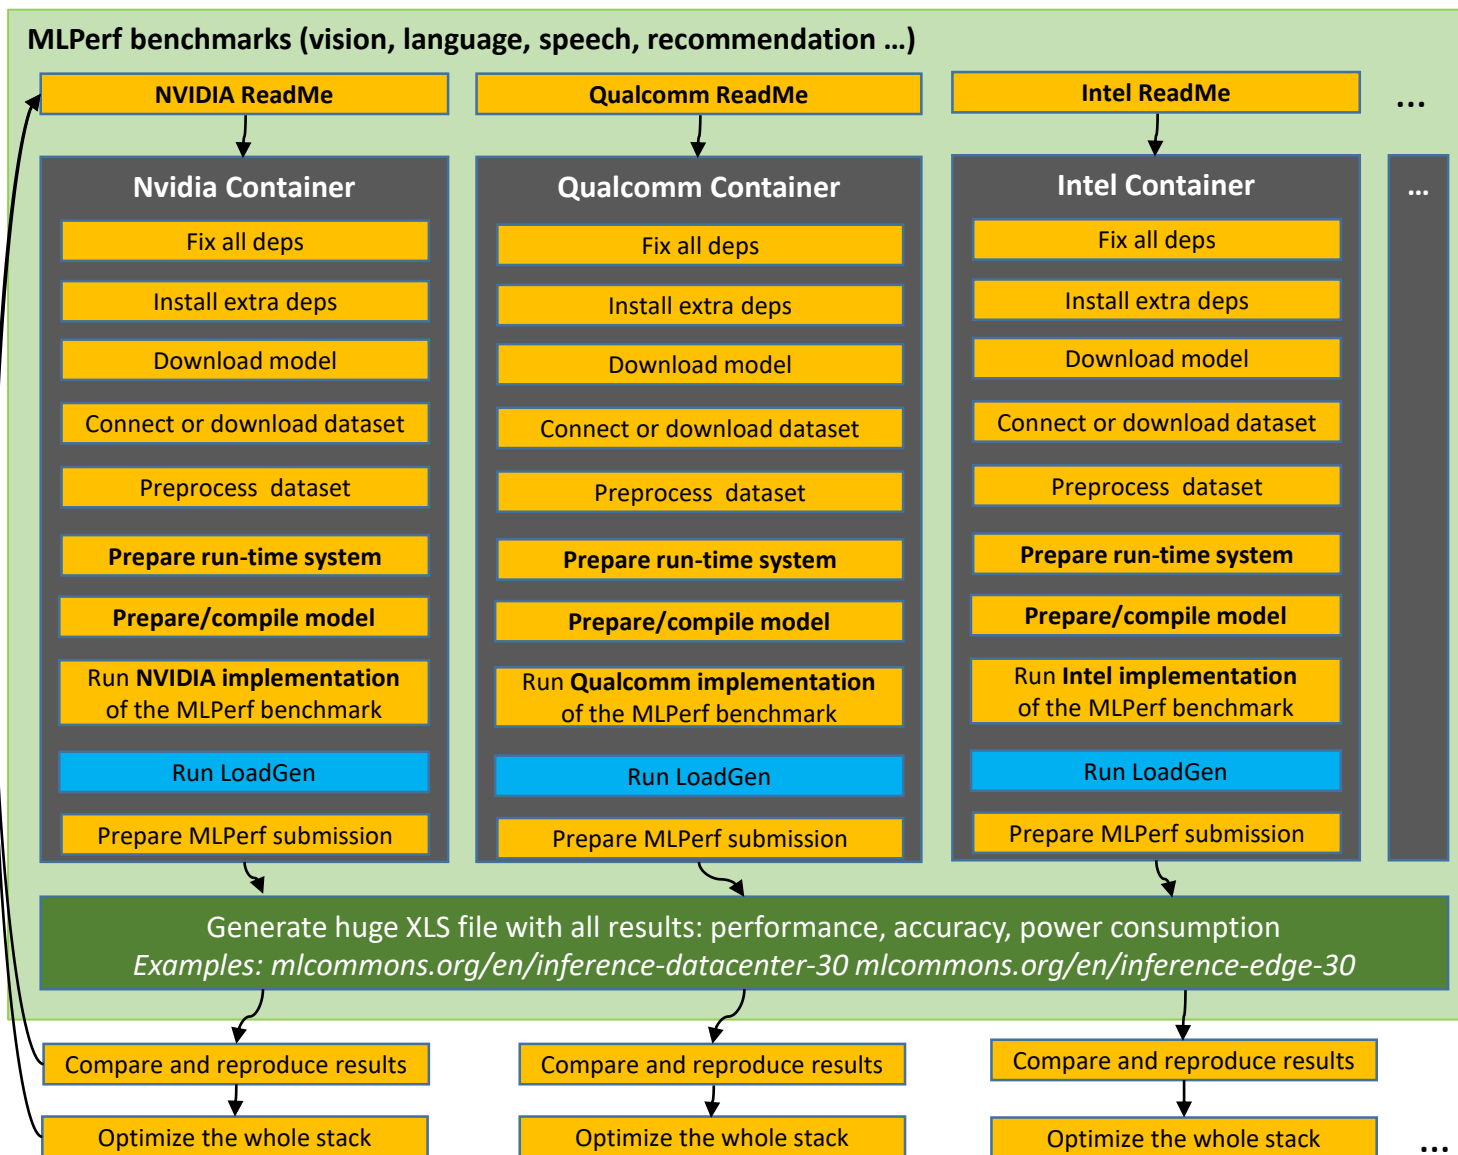 MLPerf benchmarks (vision, language, speech, recommendation …)
NVIDIA ReadMe
Qualcomm ReadMe
Intel ReadMe
…
Nvidia Container
Fix all deps
Install extra deps
Download model
Connect or download dataset
Preprocess dataset
Prepare run-time system
Prepare/compile model
Run NVIDIA implementation
of the MLPerf benchmark
Run LoadGen
Prepare MLPerf submission
Qualcomm Container
Fix all deps
Install extra deps
Download model
Connect or download dataset
Preprocess dataset
Prepare run-time system
Prepare/compile model
Run Qualcomm implementation
of the MLPerf benchmark
Run LoadGen
Prepare MLPerf submission
Intel Container
Fix all deps
Install extra deps
Download model
Connect or download dataset
Preprocess dataset
Prepare run-time system
Prepare/compile model
Run Intel implementation
of the MLPerf benchmark
Run LoadGen
Prepare MLPerf submission
…
Generate huge XLS file with all results: performance, accuracy, power consumption
Examples: mlcommons.org/en/inference-datacenter-30 mlcommons.org/en/inference-edge-30
Compare and reproduce results
Compare and reproduce results
Compare and reproduce results
Optimize the whole stack
Optimize the whole stack
Optimize the whole stack
…